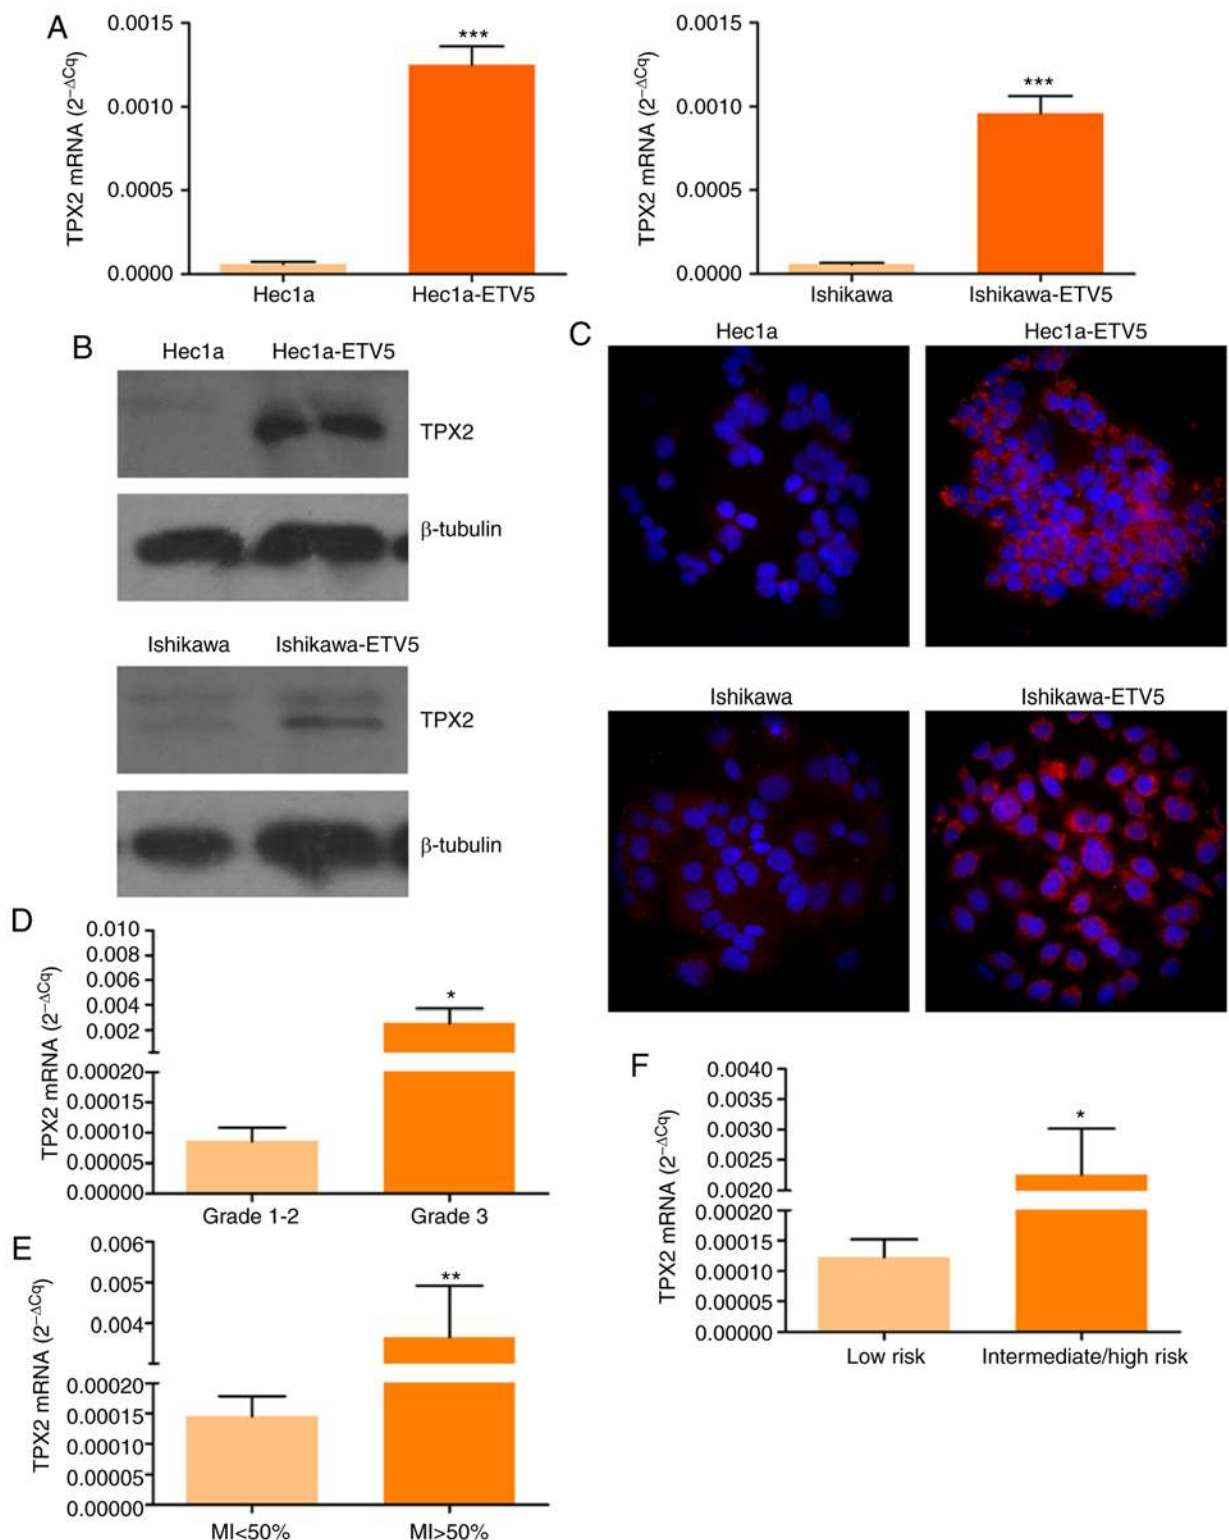 A
0.0015
0.0010
0.0005
0.0000
TPX2 mRNA (2−ΔCq)
***
Hec1a
Hec1a-ETV5
0.0015
0.0010
0.0005
0.0000
TPX2 mRNA (2−ΔCq)
***
Ishikawa
Ishikawa-ETV5
B
Hec1a
Hec1a-ETV5
TPX2
β-tubulin
Ishikawa
Ishikawa-ETV5
TPX2
β-tubulin
C
Hec1a
Hec1a-ETV5
Ishikawa
Ishikawa-ETV5
D
0.010
0.008
0.006
0.004
0.002
0.00020
0.00015
0.00010
0.00005
0.00000
TPX2 mRNA (2−ΔCq)
*
Grade 1-2
Grade 3
E
0.006
0.005
0.004
0.00020
0.00015
0.00010
0.00005
0.00000
TPX2 mRNA (2−ΔCq)
**
MI<50%
MI>50%
F
0.0040
0.0035
0.0030
0.0025
0.0020
0.00020
0.00015
0.00010
0.00005
0.00000
TPX2 mRNA (2−ΔCq)
*
Low risk
Intermediate/high risk